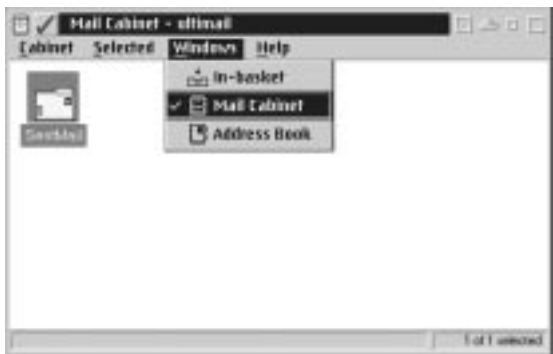 Mail Cabinet - ultimail
Cabinet Selected Windows Help
In-basket
Mail Cabinet
Address Book
SentMail
1 of 1 selected